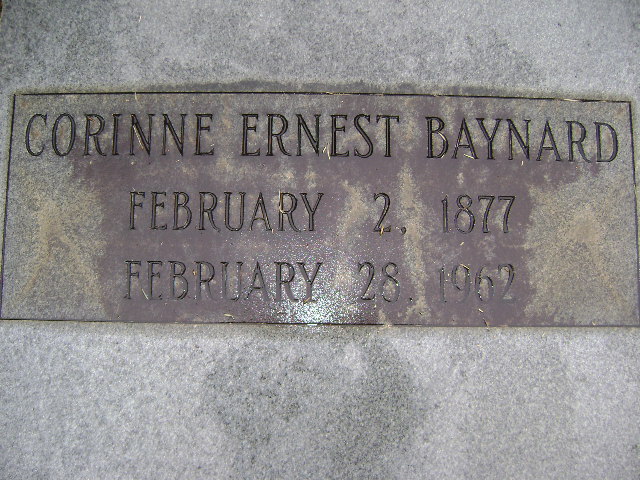 CORINNE ERNEST BAYNARD
FEBRUARY 2, 1877
FEBRUARY 28, 1962